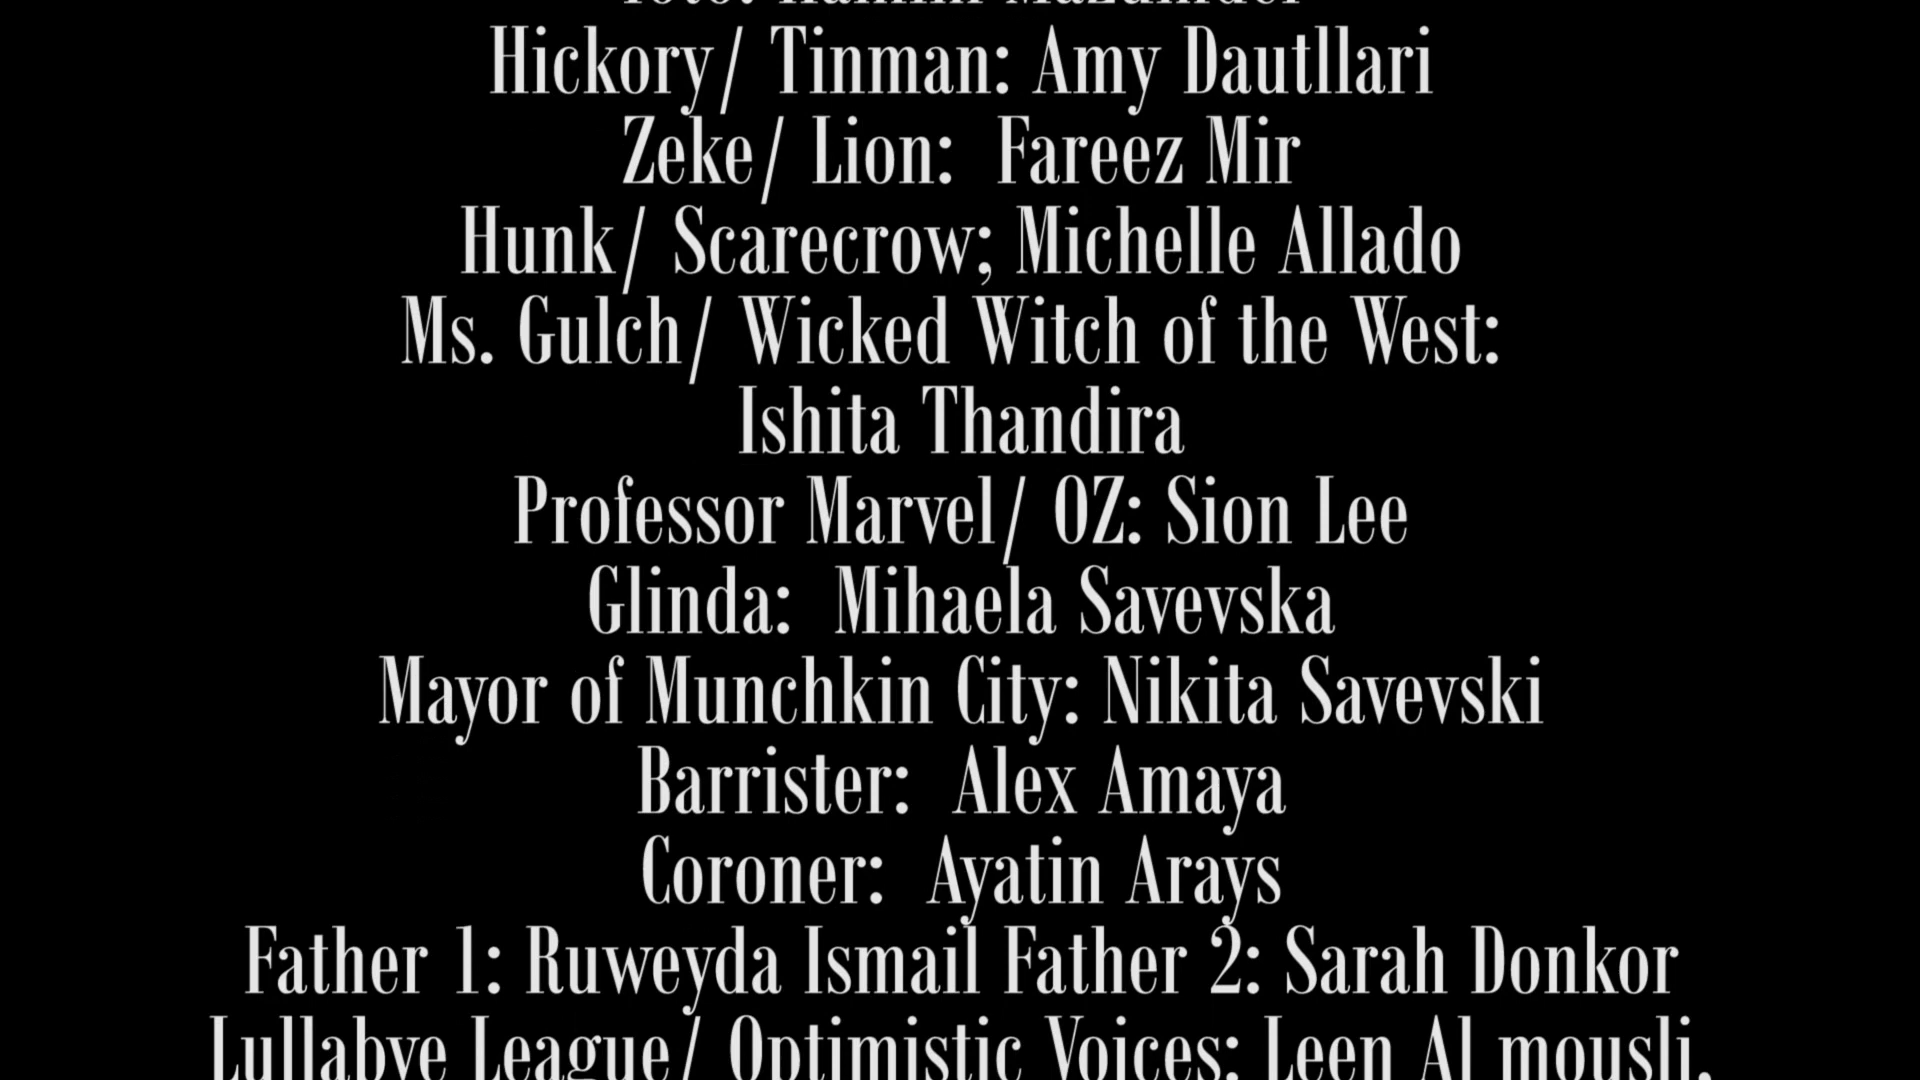 Hickory/ Tinman: Amy Dautllari
Zeke/ Lion:  Fareez Mir
Hunk/ Scarecrow; Michelle Allado
Ms. Gulch/ Wicked Witch of the West:
Ishita Thandira
Professor Marvel/ OZ: Sion Lee
Glinda:  Mihaela Savevska
Mayor of Munchkin City: Nikita Savevski
Barrister:  Alex Amaya
Coroner:  Ayatin Arays
Father 1: Ruweyda Ismail Father 2: Sarah Donkor
Lullabye League/ Optimistic Voices: Leen Al mousli,